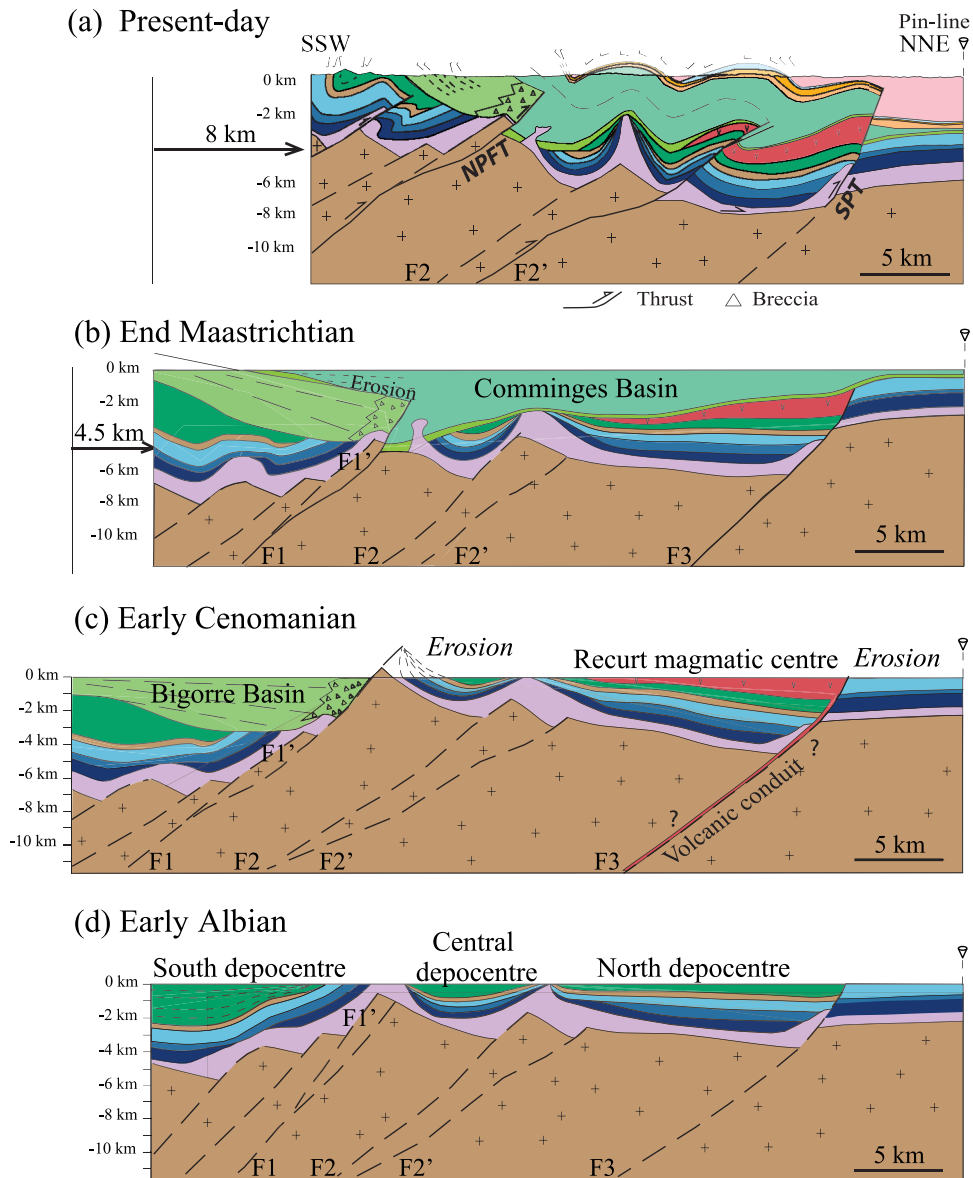 (a) Present-day
SSW
Pin-line
NNE
0 km
-2 km
8 km
-4 km
-6 km
-8 km
-10 km
NPFT
SPT
F2
F2’
5 km
Thrust
Breccia
(b) End Maastrichtian
0 km
Erosion
Comminges Basin
-2 km
4.5 km
-4 km
-6 km
F1’
-8 km
-10 km
F1
F2
F2’
F3
5 km
(c) Early Cenomanian
Erosion
Recurt magmatic centre
Erosion
0 km
Bigorre Basin
-2 km
-4 km
F1’
?
-6 km
-8 km
?
Volcanic conduit
-10 km
F1
F2
F2’
F3
5 km
(d) Early Albian
South depocentre
Central
depocentre
North depocentre
0 km
F1’
-2 km
-4 km
-6 km
-8 km
-10 km
F1
F2
F2’
F3
5 km